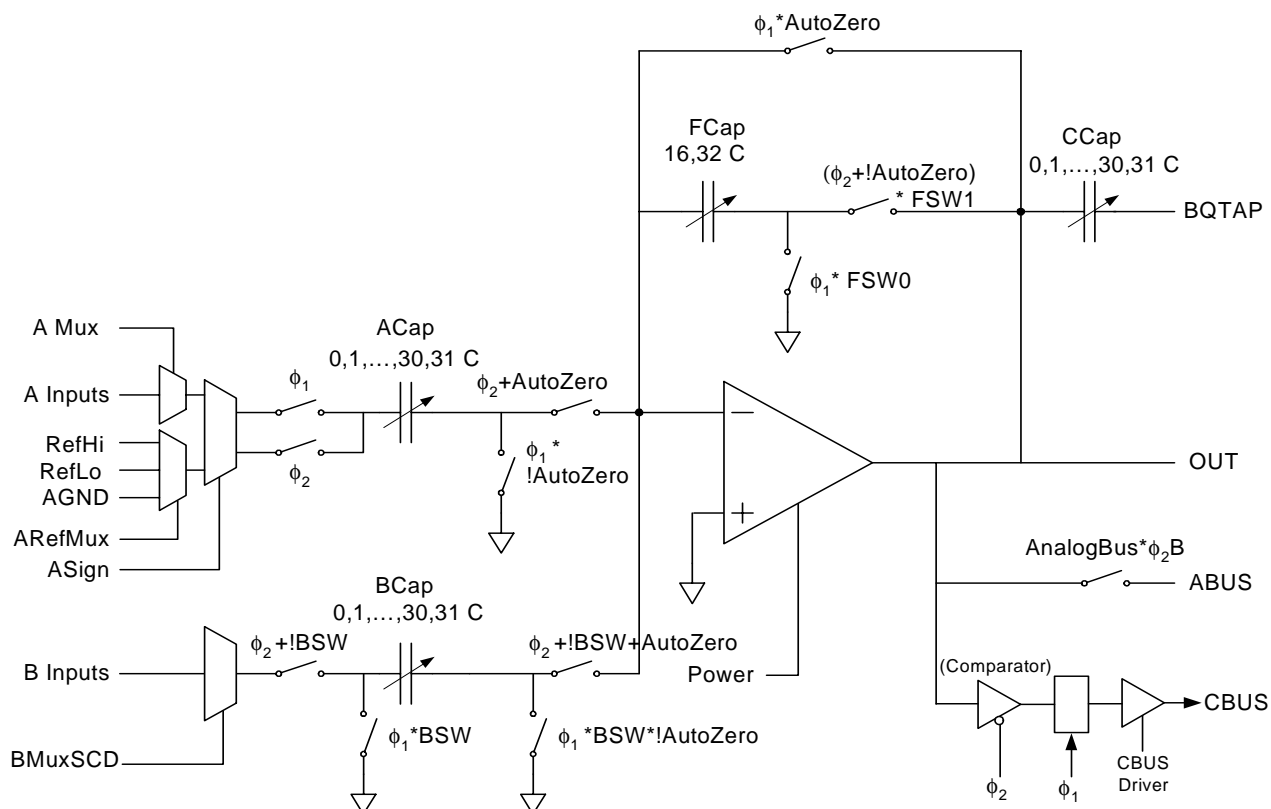 ϕ1*AutoZero
FCap
16,32 C
(ϕ2+!AutoZero)
* FSW1
CCap
0,1,…,30,31 C
BQTAP
ϕ1* FSW0
A Mux
ACap
0,1,…,30,31 C
A Inputs
ϕ1
ϕ2+AutoZero
RefHi
RefLo
AGND
ϕ2
ϕ1 *
!AutoZero
OUT
ARefMux
ASign
AnalogBus*ϕ2B
ABUS
BCap
0,1,…,30,31 C
B Inputs
ϕ2+!BSW
ϕ2+!BSW+AutoZero
Power
(Comparator)
CBUS
ϕ1*BSW
ϕ1 *BSW*!AutoZero
BMuxSCD
ϕ2
ϕ1
CBUS
Driver